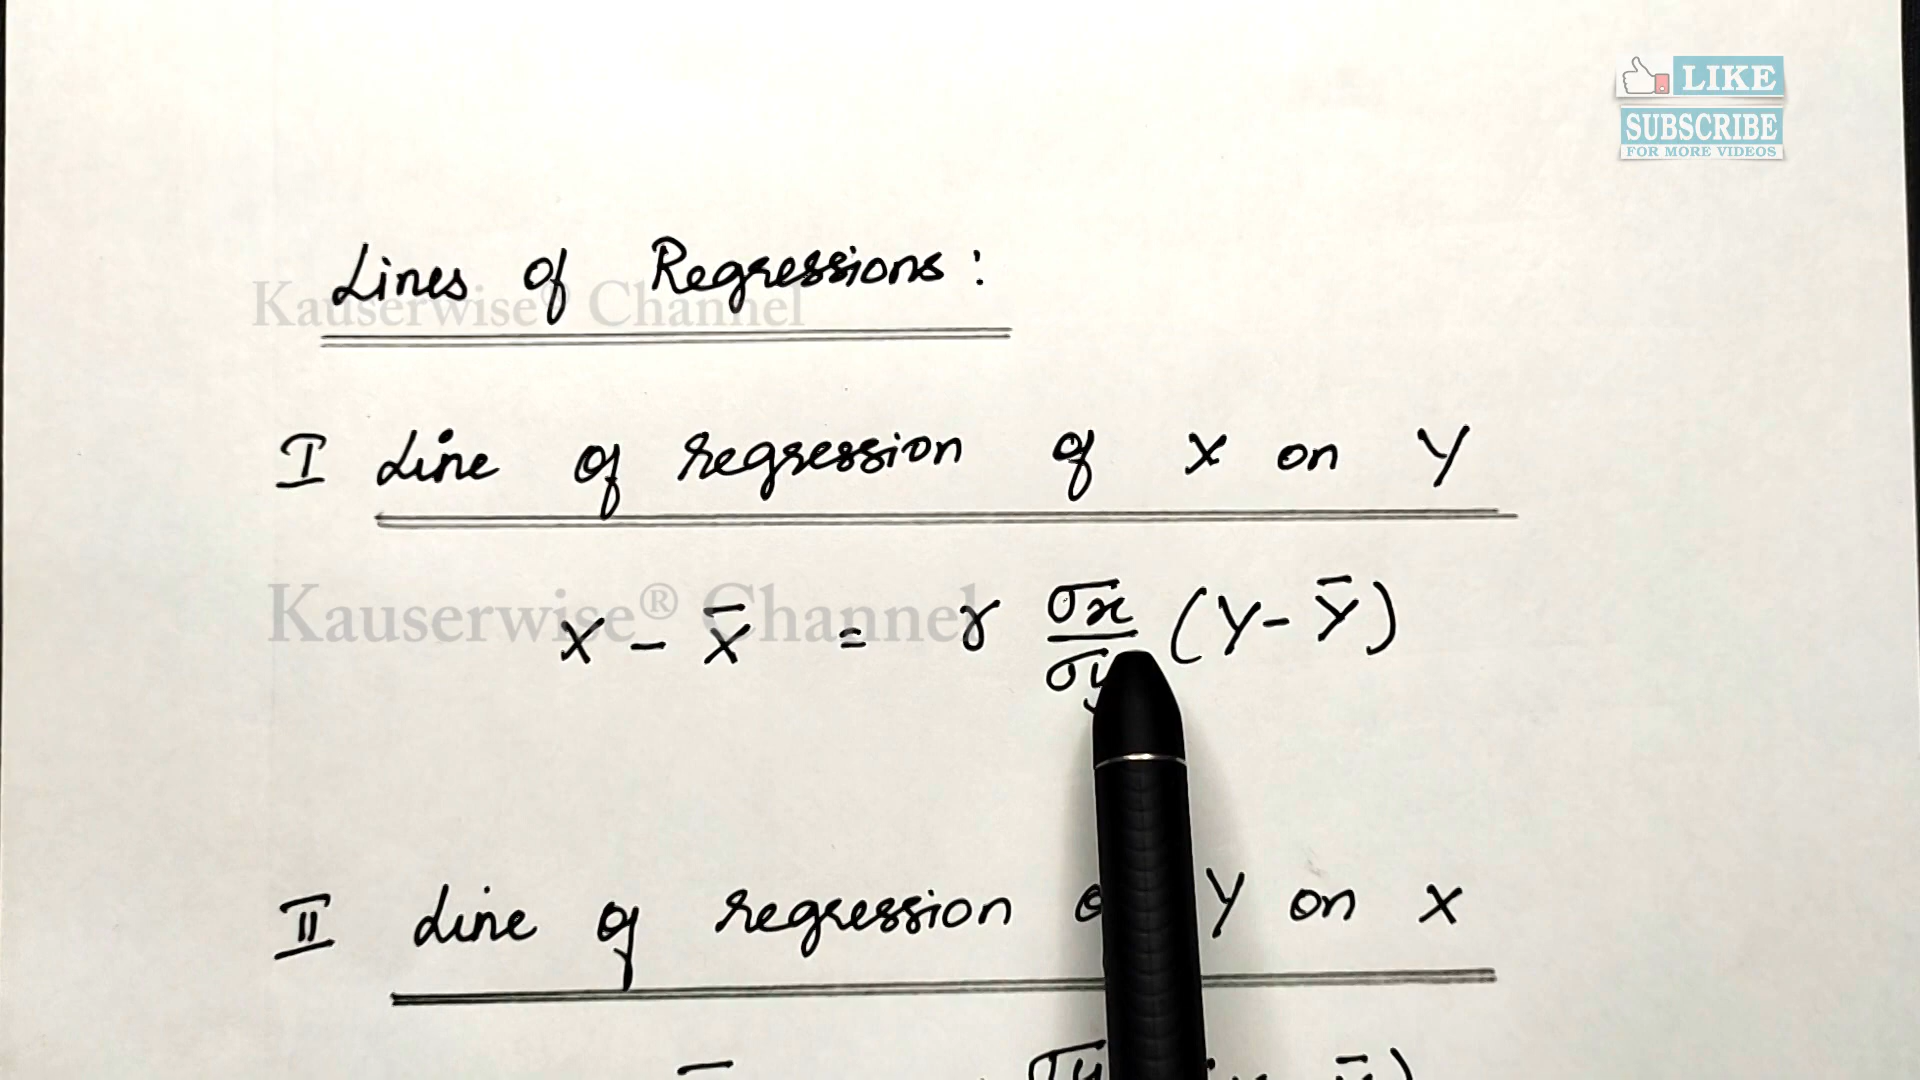 LIKE
SUBSCRIBE
FOR MORE VIDEOS
Lines of Regressions:
Kauserwise® Channel
I Line of regression of X on Y
Kauserwise® Channel
X - X̄ = r σx/σy (Y - Ȳ)
II Line of regression Y on X